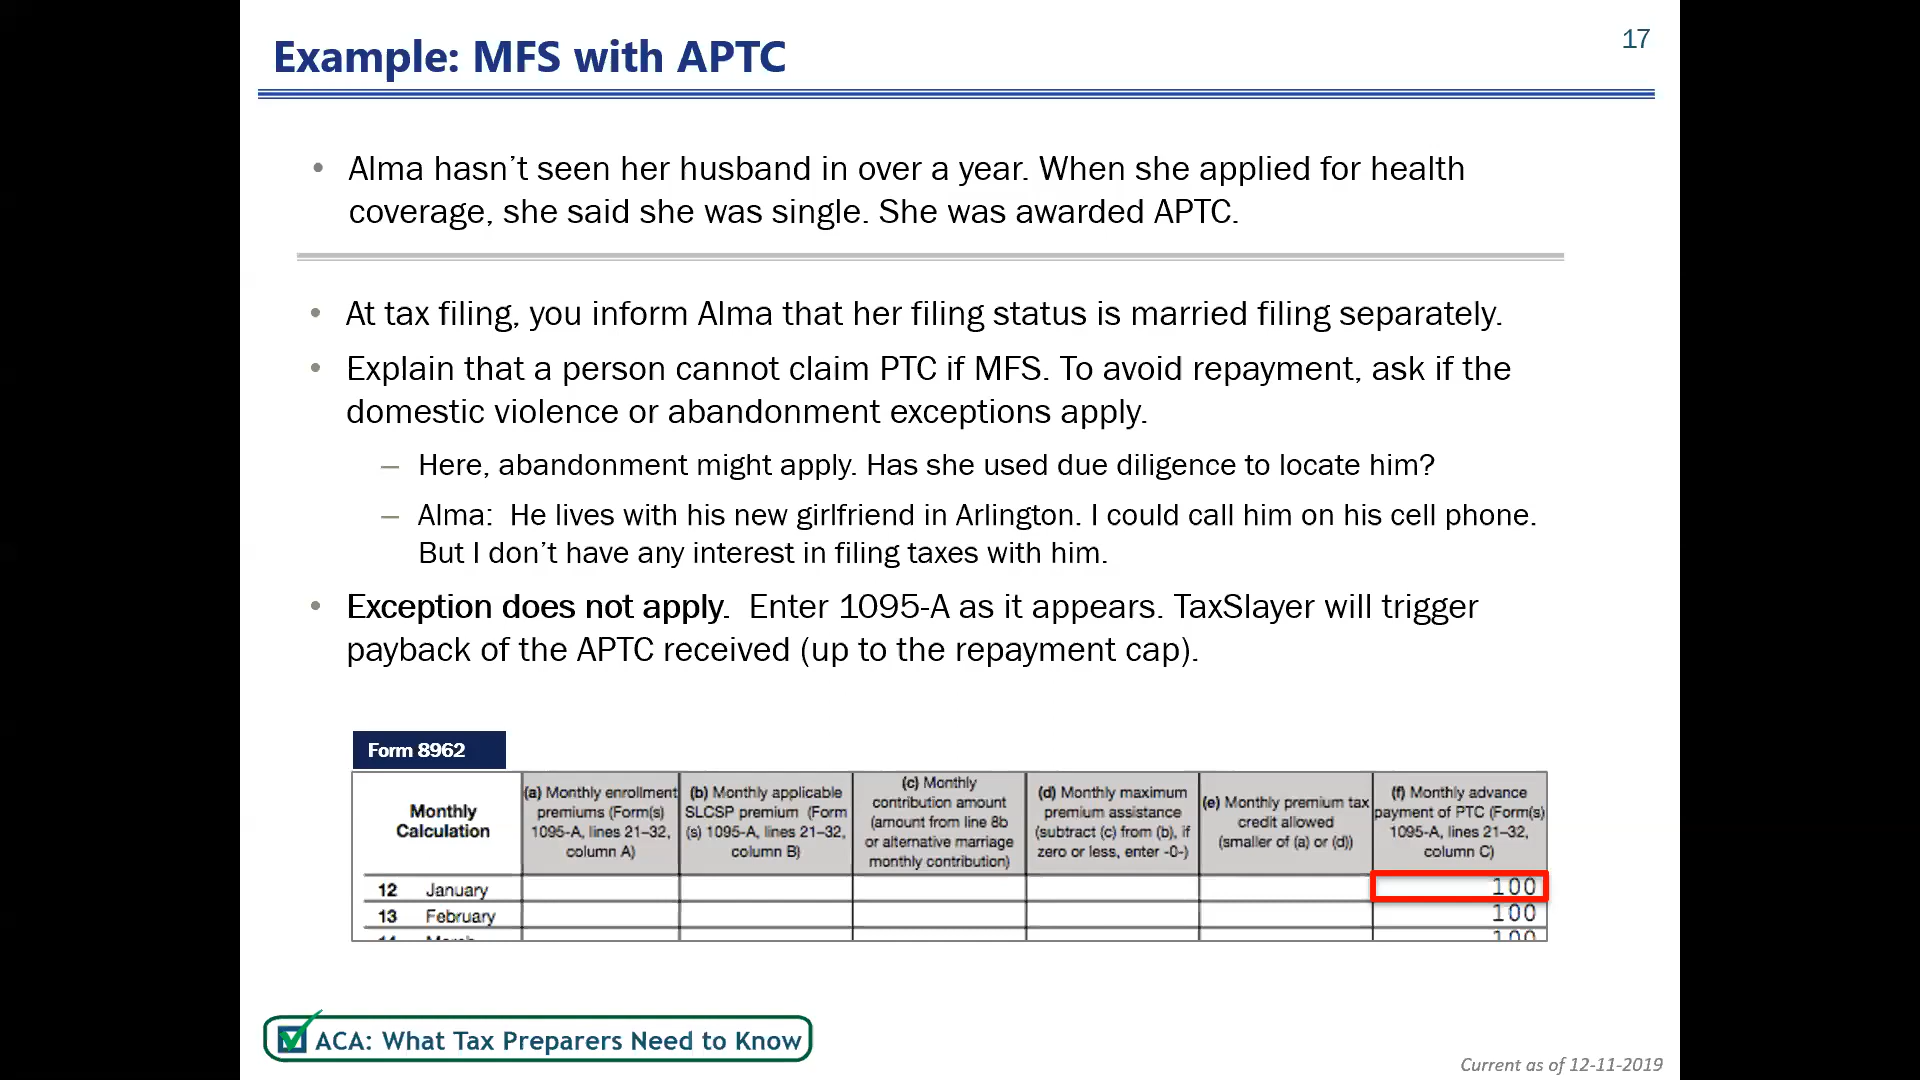 Example: MFS with APTC
17
• Alma hasn’t seen her husband in over a year. When she applied for health
coverage, she said she was single. She was awarded APTC.
• At tax filing, you inform Alma that her filing status is married filing separately.
• Explain that a person cannot claim PTC if MFS. To avoid repayment, ask if the
domestic violence or abandonment exceptions apply.
– Here, abandonment might apply. Has she used due diligence to locate him?
– Alma:  He lives with his new girlfriend in Arlington. I could call him on his cell phone.
But I don’t have any interest in filing taxes with him.
• Exception does not apply.  Enter 1095-A as it appears. TaxSlayer will trigger
payback of the APTC received (up to the repayment cap).
Form 8962
Monthly
Calculation
(a) Monthly enrollment
premiums (Form(s)
1095-A, lines 21–32,
column A)
(b) Monthly applicable
SLCSP premium (Form
(s) 1095-A, lines 21–32,
column B)
(c) Monthly
contribution amount
(amount from line 8b
or alternative marriage
monthly contribution)
(d) Monthly maximum
premium assistance
(subtract (c) from (b), if
zero or less, enter -0-)
(e) Monthly premium tax
credit allowed
(smaller of (a) or (d))
(f) Monthly advance
payment of PTC (Form(s)
1095-A, lines 21–32,
column C)
12 January 100
13 February 100
14 March 100
ACA: What Tax Preparers Need to Know
Current as of 12-11-2019